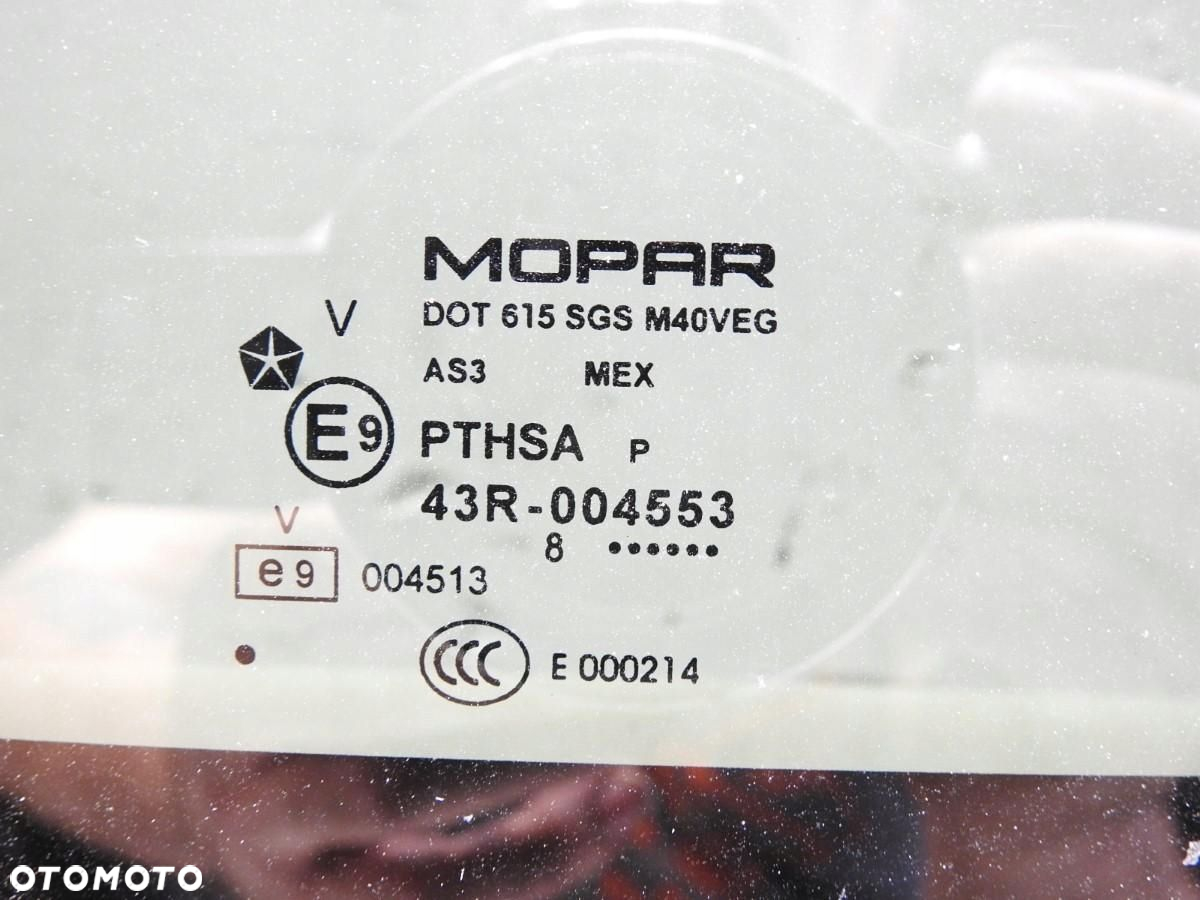 MOPAR
V
DOT 615 SGS M40VEG
AS3 MEX
E9 PTHSA P
43R-004553
V
8 ••••••
e9 004513
CCC E 000214
OTOMOTO